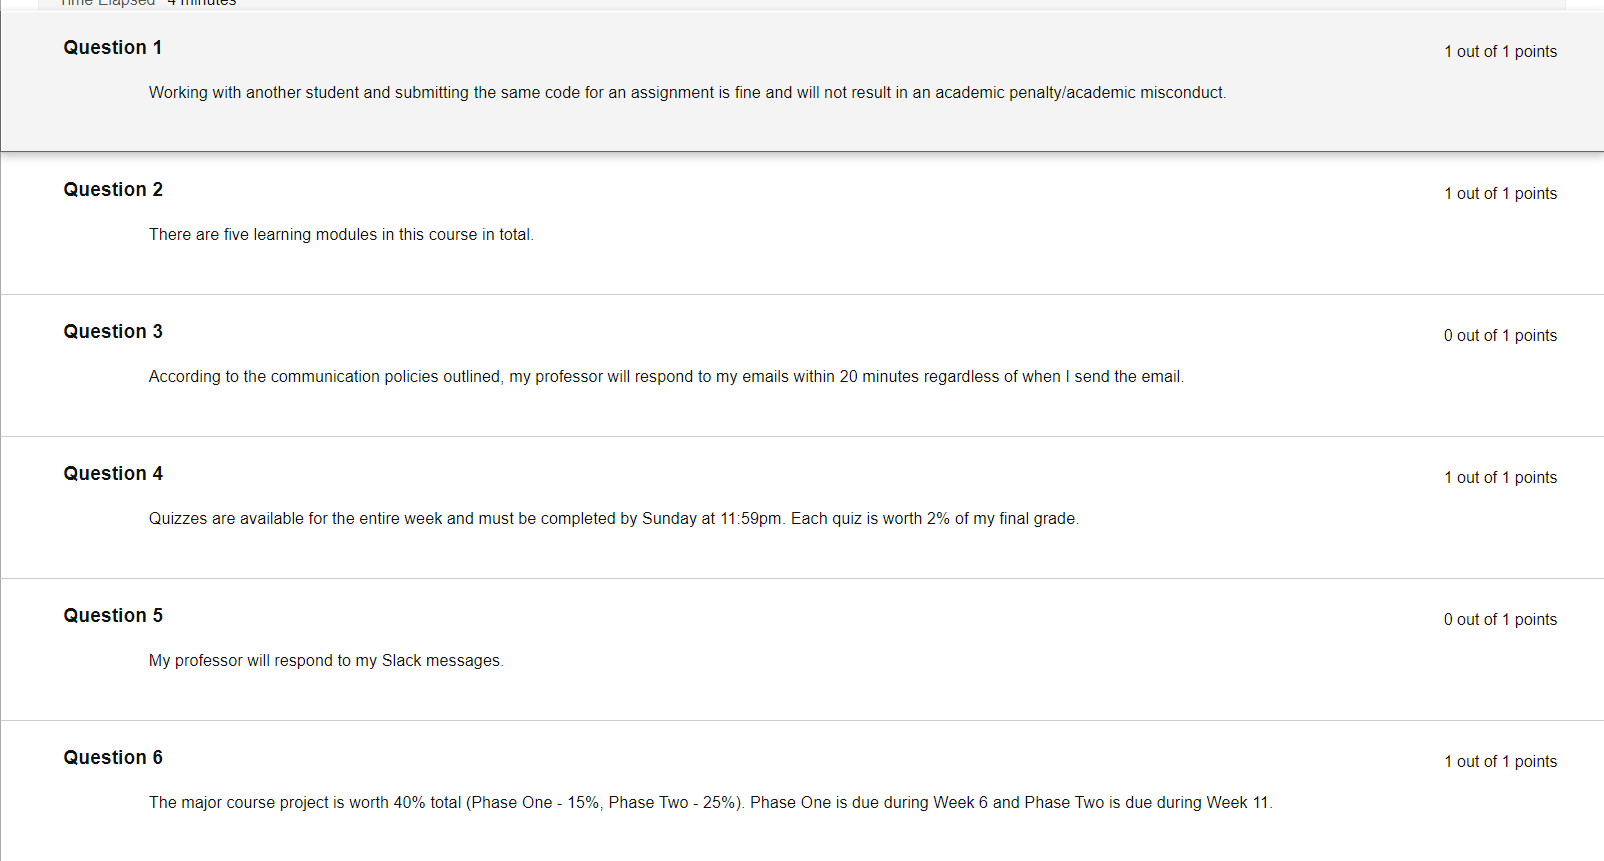 Time Elapsed 4 minutes
Question 1
1 out of 1 points
Working with another student and submitting the same code for an assignment is fine and will not result in an academic penalty/academic misconduct.
Question 2
1 out of 1 points
There are five learning modules in this course in total.
Question 3
0 out of 1 points
According to the communication policies outlined, my professor will respond to my emails within 20 minutes regardless of when I send the email.
Question 4
1 out of 1 points
Quizzes are available for the entire week and must be completed by Sunday at 11:59pm. Each quiz is worth 2% of my final grade.
Question 5
0 out of 1 points
My professor will respond to my Slack messages.
Question 6
1 out of 1 points
The major course project is worth 40% total (Phase One - 15%, Phase Two - 25%). Phase One is due during Week 6 and Phase Two is due during Week 11.